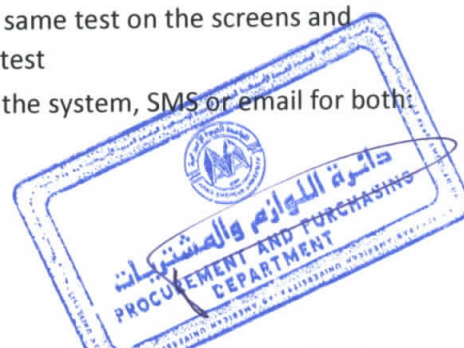 same test on the screens and
test
the system, SMS or email for both:
دائرة اللوازم والمشتريات
PROCUREMENT AND PURCHASING
DEPARTMENT